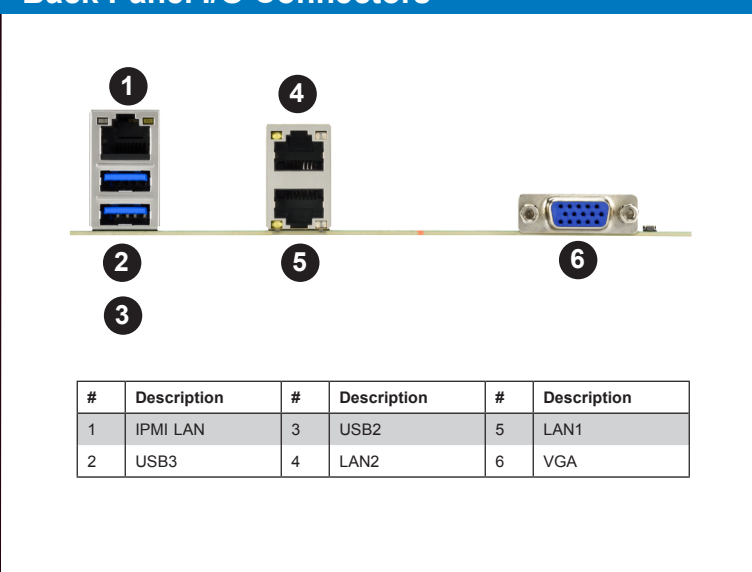 Back Panel I/O Connectors
1
4
2
5
6
3
# Description # Description # Description
1 IPMI LAN 3 USB2 5 LAN1
2 USB3 4 LAN2 6 VGA